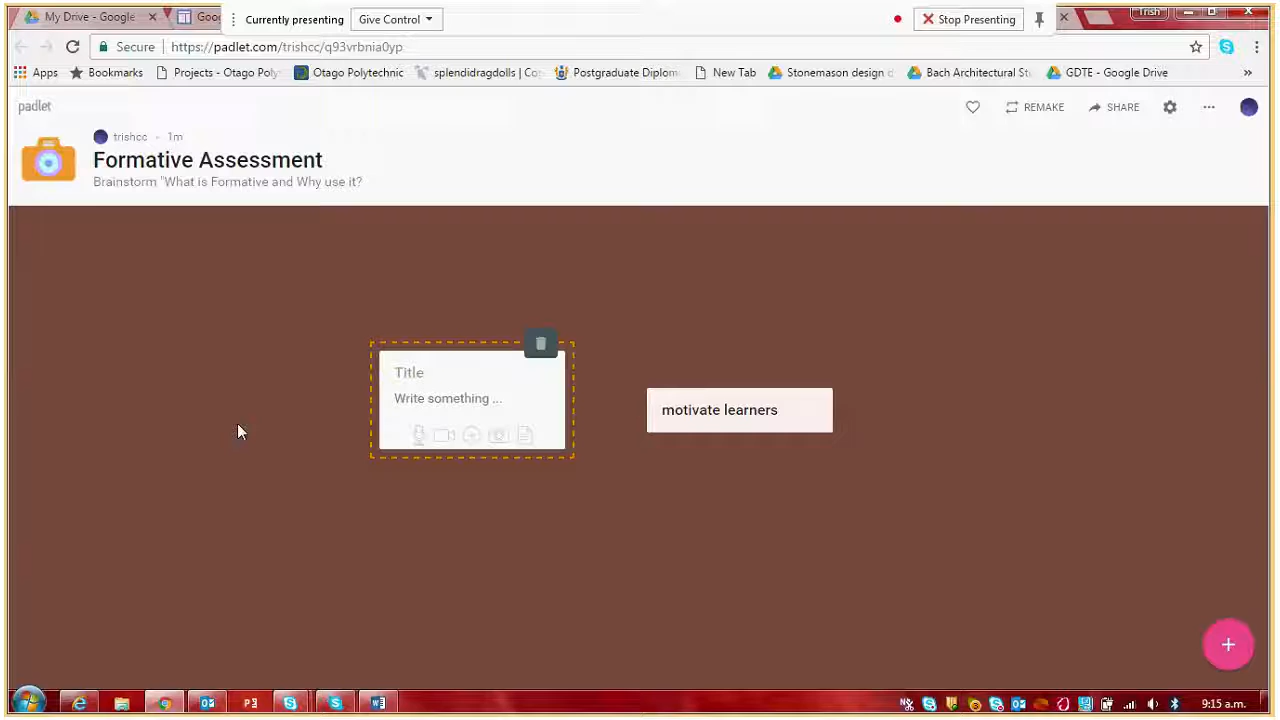 My Drive - Google
Goo
Currently presenting
Give Control
Stop Presenting
Trish
Secure
https://padlet.com/trishcc/q93vrbnia0yp
Apps
Bookmarks
Projects - Otago Poly
Otago Polytechnic
splendidragdolls | Co
Postgraduate Diplom
New Tab
Stonemason design d
Bach Architectural Stu
GDTE - Google Drive
»
padlet
REMAKE
SHARE
trishcc - 1m
Formative Assessment
Brainstorm "What is Formative and Why use it?
Title
Write something ...
motivate learners
9:15 a.m.